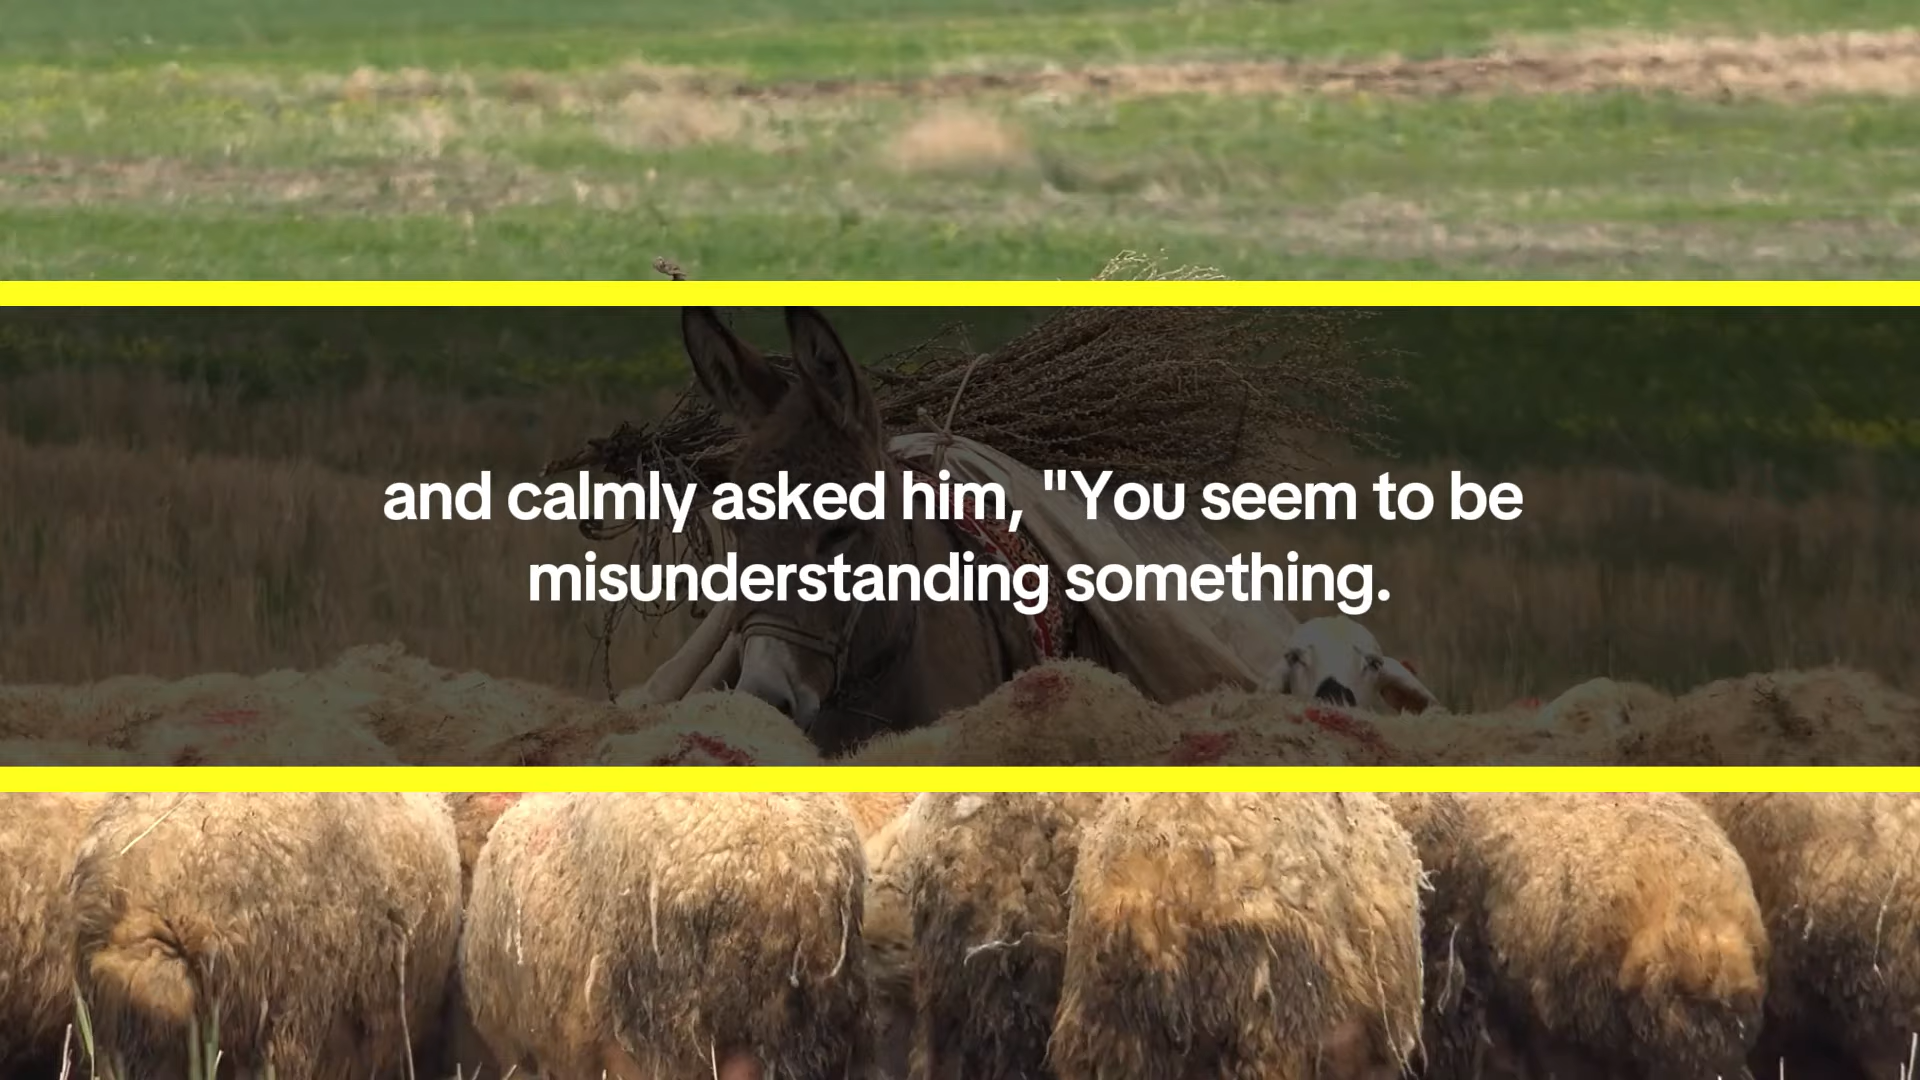 and calmly asked him, "You seem to be
misunderstanding something.